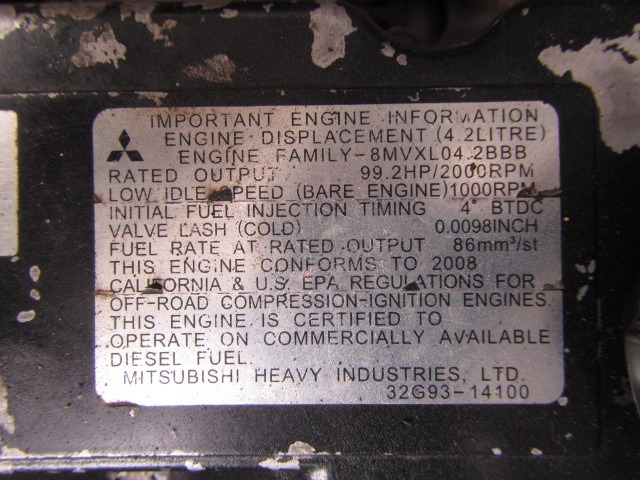 IMPORTANT ENGINE INFORMATION
ENGINE DISPLACEMENT (4.2LITRE)
ENGINE FAMILY-8MVXL04.2BBB
RATED OUTPUT 99.2HP/2000RPM
LOW IDLE SPEED (BARE ENGINE)1000RPM
INITIAL FUEL INJECTION TIMING 4° BTDC
VALVE LASH (COLD) 0.0098INCH
FUEL RATE AT RATED OUTPUT 86mm³/st
THIS ENGINE CONFORMS TO 2008
CALIFORNIA & U.S EPA REGULATIONS FOR
OFF-ROAD COMPRESSION-IGNITION ENGINES.
THIS ENGINE IS CERTIFIED TO
OPERATE ON COMMERCIALLY AVAILABLE
DIESEL FUEL.
MITSUBISHI HEAVY INDUSTRIES, LTD.
32G93-14100